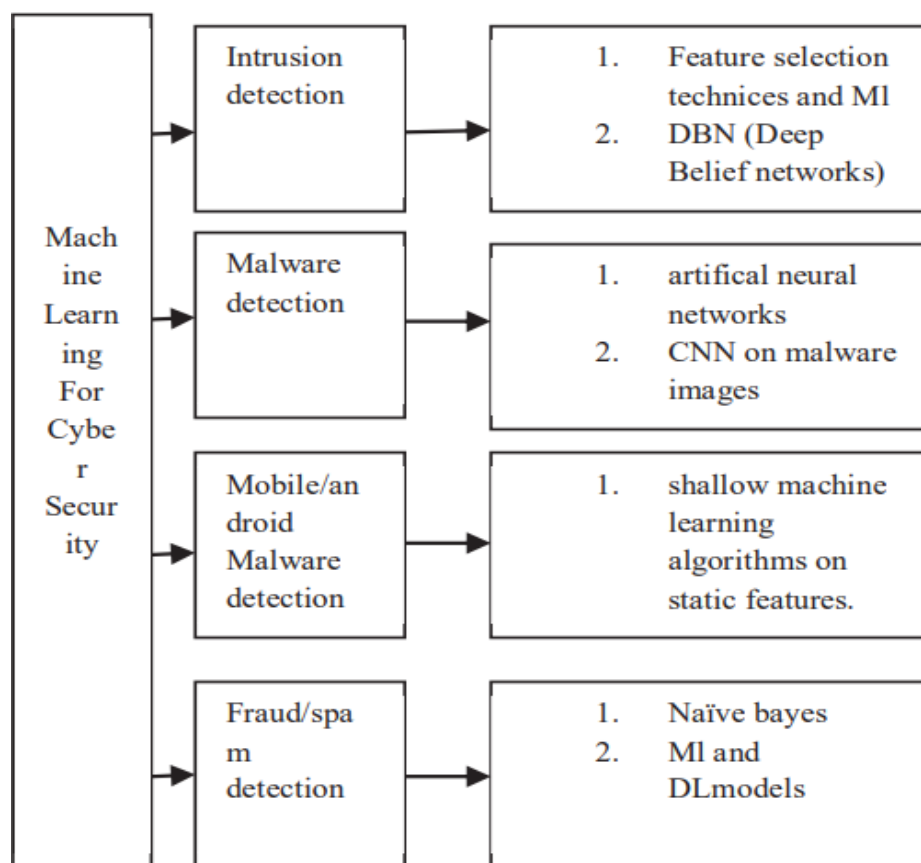 Mach
ine
Learn
ing
For
Cybe
r
Secur
ity
Intrusion
detection
1. Feature selection
technices and Ml
2. DBN (Deep
Belief networks)
Malware
detection
1. artifical neural
networks
2. CNN on malware
images
Mobile/an
droid
Malware
detection
1. shallow machine
learning
algorithms on
static features.
Fraud/spa
m
detection
1. Naïve bayes
2. Ml and
DLmodels